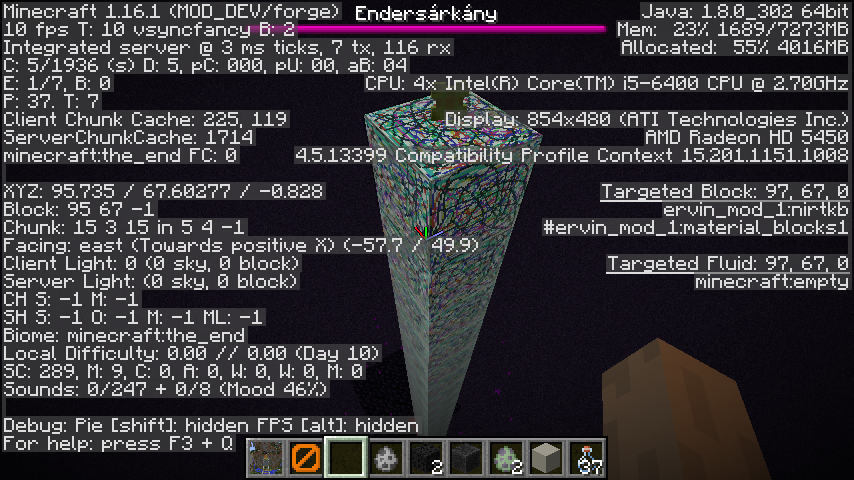 Minecraft 1.16.1 (MOD_DEV/forge)
10 fps T: 10 vsyncfancy B: 2
Integrated server @ 3 ms ticks, 7 tx, 116 rx
C: 5/1936 (s) D: 5, pC: 000, pU: 00, aB: 04
E: 1/7, B: 0
P: 37. T: 7
Client Chunk Cache: 225, 119
ServerChunkCache: 1714
minecraft:the_end FC: 0
XYZ: 95.735 / 67.60277 / -0.828
Block: 95 67 -1
Chunk: 15 3 15 in 5 4 -1
Facing: east (Towards positive X) (-57.7 / 49.9)
Client Light: 0 (0 sky, 0 block)
Server Light: (0 sky, 0 block)
CH S: -1 M: -1
SH S: -1 O: -1 M: -1 ML: -1
Biome: minecraft:the_end
Local Difficulty: 0.00 // 0.00 (Day 10)
SC: 289, M: 9, C: 0, A: 0, W: 0, W: 0, M: 0
Sounds: 0/247 + 0/8 (Mood 46%)
Debug: Pie [shift]: hidden FPS [alt]: hidden
For help: press F3 + Q
Endersárkány
Java: 1.8.0_302 64bit
Mem: 23% 1689/7273MB
Allocated: 55% 4016MB
CPU: 4x Intel(R) Core(TM) i5-6400 CPU @ 2.70GHz
Display: 854x480 (ATI Technologies Inc.)
AMD Radeon HD 5450
4.5.13399 Compatibility Profile Context 15.201.1151.1008
Targeted Block: 97, 67, 0
ervin_mod_1:nirtkb
#ervin_mod_1:material_blocks1
Targeted Fluid: 97, 67, 0
minecraft:empty
2
2
37